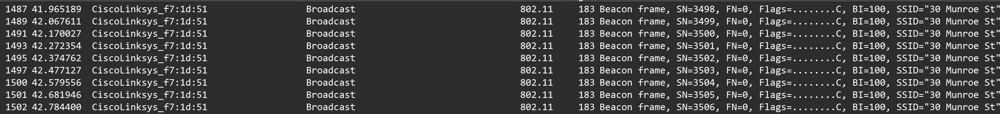 1487 41.965189 CiscoLinksys_f7:1d:51 Broadcast 802.11 183 Beacon frame, SN=3498, FN=0, Flags=........C, BI=100, SSID="30 Munroe St"
1489 42.067611 CiscoLinksys_f7:1d:51 Broadcast 802.11 183 Beacon frame, SN=3499, FN=0, Flags=........C, BI=100, SSID="30 Munroe St"
1491 42.170027 CiscoLinksys_f7:1d:51 Broadcast 802.11 183 Beacon frame, SN=3500, FN=0, Flags=........C, BI=100, SSID="30 Munroe St"
1493 42.272354 CiscoLinksys_f7:1d:51 Broadcast 802.11 183 Beacon frame, SN=3501, FN=0, Flags=........C, BI=100, SSID="30 Munroe St"
1495 42.374762 CiscoLinksys_f7:1d:51 Broadcast 802.11 183 Beacon frame, SN=3502, FN=0, Flags=........C, BI=100, SSID="30 Munroe St"
1497 42.477127 CiscoLinksys_f7:1d:51 Broadcast 802.11 183 Beacon frame, SN=3503, FN=0, Flags=........C, BI=100, SSID="30 Munroe St"
1500 42.579556 CiscoLinksys_f7:1d:51 Broadcast 802.11 183 Beacon frame, SN=3504, FN=0, Flags=........C, BI=100, SSID="30 Munroe St"
1501 42.681946 CiscoLinksys_f7:1d:51 Broadcast 802.11 183 Beacon frame, SN=3505, FN=0, Flags=........C, BI=100, SSID="30 Munroe St"
1502 42.784400 CiscoLinksys_f7:1d:51 Broadcast 802.11 183 Beacon frame, SN=3506, FN=0, Flags=........C, BI=100, SSID="30 Munroe St"